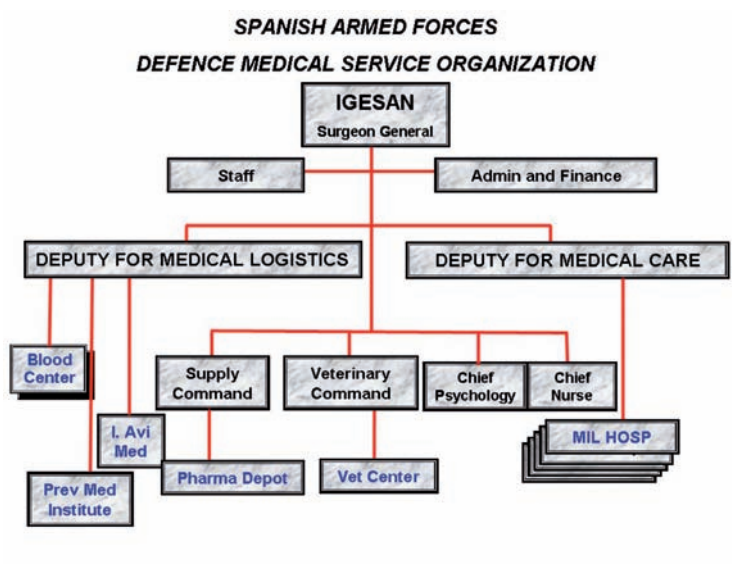 SPANISH ARMED FORCES
DEFENCE MEDICAL SERVICE ORGANIZATION
IGESAN
Surgeon General
Staff
Admin and Finance
DEPUTY FOR MEDICAL LOGISTICS
DEPUTY FOR MEDICAL CARE
Blood
Center
Supply
Command
Veterinary
Command
Chief
Psychology
Chief
Nurse
I. Avi
Med
MIL HOSP
Prev Med
Institute
Pharma Depot
Vet Center